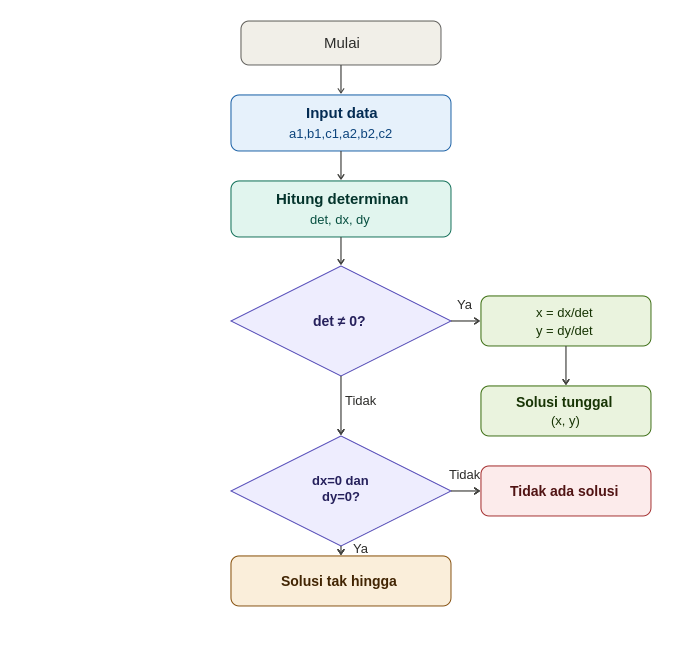 Mulai
Input data
a1,b1,c1,a2,b2,c2
Hitung determinan
det, dx, dy
det ≠ 0?
Ya
x = dx/det
y = dy/det
Tidak
Solusi tunggal
(x, y)
dx=0 dan
dy=0?
Tidak
Tidak ada solusi
Ya
Solusi tak hingga